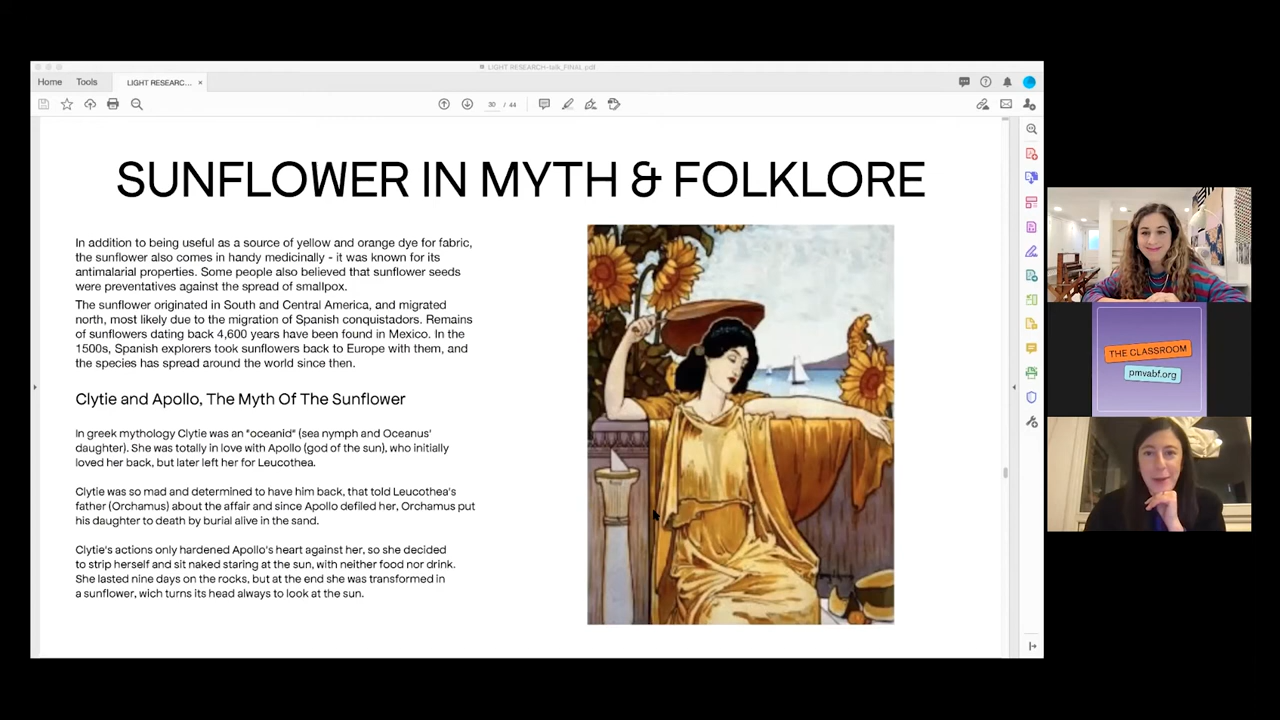 LIGHT RESEARCH-talk_FINAL.pdf
Home Tools LIGHT RESEARC... ×
30 / 44
SUNFLOWER IN MYTH & FOLKLORE
In addition to being useful as a source of yellow and orange dye for fabric,
the sunflower also comes in handy medicinally - it was known for its
antimalarial properties. Some people also believed that sunflower seeds
were preventatives against the spread of smallpox.
The sunflower originated in South and Central America, and migrated
north, most likely due to the migration of Spanish conquistadors. Remains
of sunflowers dating back 4,600 years have been found in Mexico. In the
1500s, Spanish explorers took sunflowers back to Europe with them, and
the species has spread around the world since then.
Clytie and Apollo, The Myth Of The Sunflower
In greek mythology Clytie was an "oceanid" (sea nymph and Oceanus'
daughter). She was totally in love with Apollo (god of the sun), who initially
loved her back, but later left her for Leucothea.
Clytie was so mad and determined to have him back, that told Leucothea's
father (Orchamus) about the affair and since Apollo defiled her, Orchamus put
his daughter to death by burial alive in the sand.
Clytie's actions only hardened Apollo's heart against her, so she decided
to strip herself and sit naked staring at the sun, with neither food nor drink.
She lasted nine days on the rocks, but at the end she was transformed in
a sunflower, wich turns its head always to look at the sun.
THE CLASSROOM
pmvabf.org